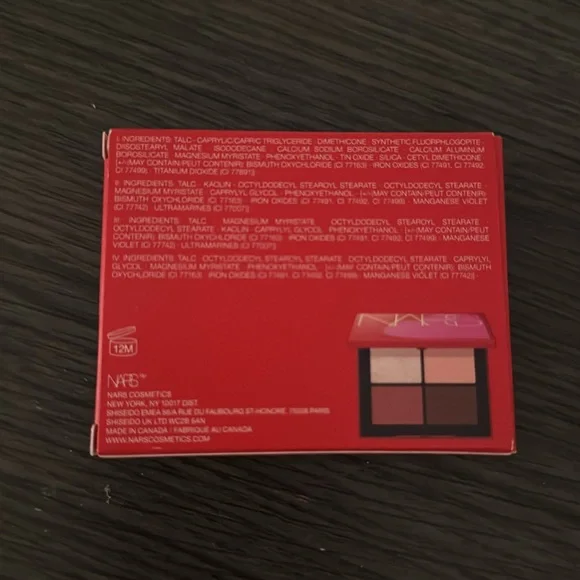 I: INGREDIENTS: TALC · CAPRYLIC/CAPRIC TRIGLYCERIDE · DIMETHICONE · SYNTHETIC FLUORPHLOGOPITE ·
DIISOSTEARYL MALATE · ISODODECANE · CALCIUM SODIUM BOROSILICATE · CALCIUM ALUMINUM
BOROSILICATE · MAGNESIUM MYRISTATE · PHENOXYETHANOL · TIN OXIDE · SILICA · CETYL DIMETHICONE ·
[+/-(MAY CONTAIN/PEUT CONTENIR): BISMUTH OXYCHLORIDE (CI 77163) · IRON OXIDES (CI 77491, CI 77492,
CI 77499) · TITANIUM DIOXIDE (CI 77891)]
II: INGREDIENTS: TALC · KAOLIN · OCTYLDODECYL STEAROYL STEARATE · OCTYLDODECYL STEARATE ·
MAGNESIUM MYRISTATE · CAPRYLYL GLYCOL · PHENOXYETHANOL · [+/-(MAY CONTAIN/PEUT CONTENIR):
BISMUTH OXYCHLORIDE (CI 77163) · IRON OXIDES (CI 77491, CI 77492, CI 77499) · MANGANESE VIOLET
(CI 77742) · ULTRAMARINES (CI 77007)]
III: INGREDIENTS: TALC · MAGNESIUM MYRISTATE · OCTYLDODECYL STEAROYL STEARATE ·
OCTYLDODECYL STEARATE · KAOLIN · CAPRYLYL GLYCOL · PHENOXYETHANOL · [+/-(MAY CONTAIN/PEUT
CONTENIR): BISMUTH OXYCHLORIDE (CI 77163) · IRON OXIDES (CI 77491, CI 77492, CI 77499) · MANGANESE
VIOLET (CI 77742) · ULTRAMARINES (CI 77007)]
IV: INGREDIENTS: TALC · OCTYLDODECYL STEAROYL STEARATE · OCTYLDODECYL STEARATE · CAPRYLYL
GLYCOL · MAGNESIUM MYRISTATE · PHENOXYETHANOL · [+/-(MAY CONTAIN/PEUT CONTENIR): BISMUTH
OXYCHLORIDE (CI 77163) · IRON OXIDES (CI 77491, CI 77492, CI 77499) · MANGANESE VIOLET (CI 77742)]
NARS
12M
NARS™
NARS COSMETICS
NEW YORK, NY 10017 DIST.
SHISEIDO EMEA 56/A RUE DU FAUBOURG ST-HONORÉ, 75008 PARIS
SHISEIDO UK LTD WC2B 5AN
MADE IN CANADA / FABRIQUÉ AU CANADA
WWW.NARSCOSMETICS.COM